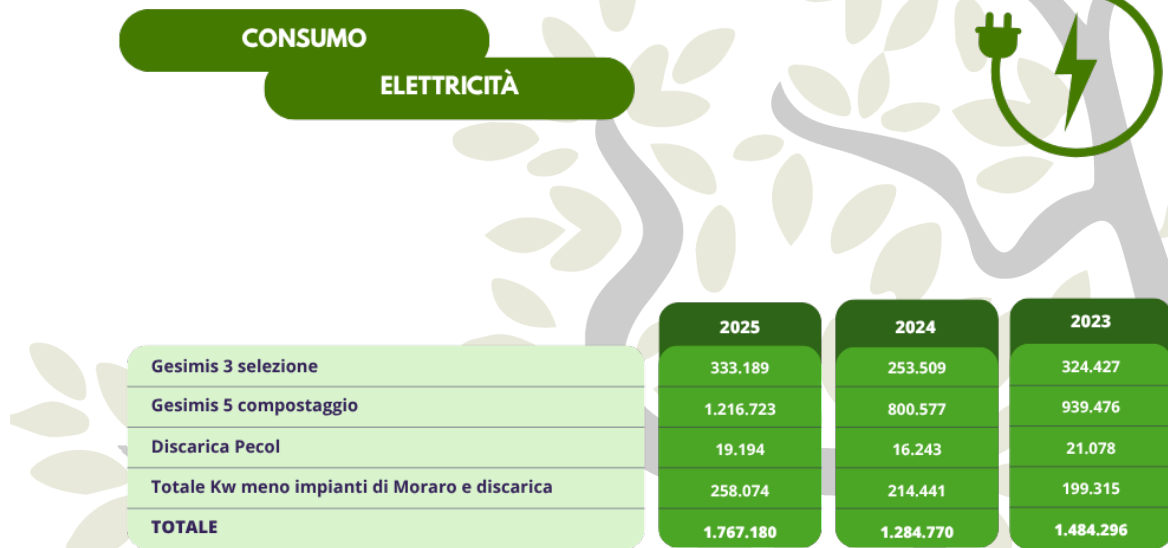 CONSUMO
ELETTRICITÀ
2025 2024 2023
Gesimis 3 selezione 333.189 253.509 324.427
Gesimis 5 compostaggio 1.216.723 800.577 939.476
Discarica Pecol 19.194 16.243 21.078
Totale Kw meno impianti di Moraro e discarica 258.074 214.441 199.315
TOTALE 1.767.180 1.284.770 1.484.296